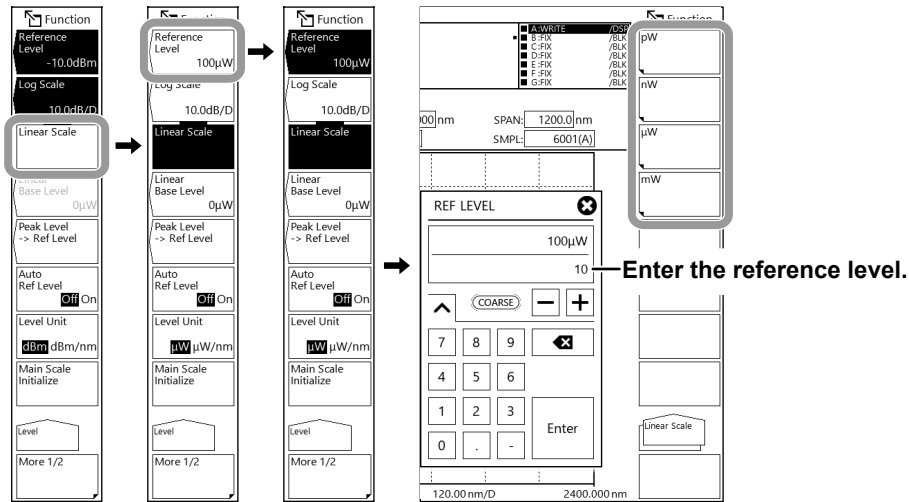 Function
Reference
Level
-10.0dBm
Log Scale
10.0dB/D
Linear Scale
Linear
Base Level
0µW
Peak Level
-> Ref Level
Auto
Ref Level
Off On
Level Unit
dBm dBm/nm
Main Scale
Initialize
Level
More 1/2
Function
Reference
Level
100µW
Log Scale
10.0dB/D
Linear Scale
Linear
Base Level
0µW
Peak Level
-> Ref Level
Auto
Ref Level
Off On
Level Unit
µW µW/nm
Main Scale
Initialize
Level
More 1/2
Function
Reference
Level
100µW
Log Scale
10.0dB/D
Linear Scale
Linear
Base Level
0µW
Peak Level
-> Ref Level
Auto
Ref Level
Off On
Level Unit
µW µW/nm
Main Scale
Initialize
Level
More 1/2
A:WRITE /DSP
B:FIX /BLK
C:FIX /BLK
D:FIX /BLK
E:FIX /BLK
F:FIX /BLK
G:FIX /BLK
000 nm SPAN: 1200.0 nm
SMPL: 6001(A)
REF LEVEL
100µW
10
COARSE
7 8 9
4 5 6
1 2 3
Enter
0 . -
120.00 nm/D 2400.000 nm
Function
pW
nW
µW
mW
Linear Scale
Enter the reference level.